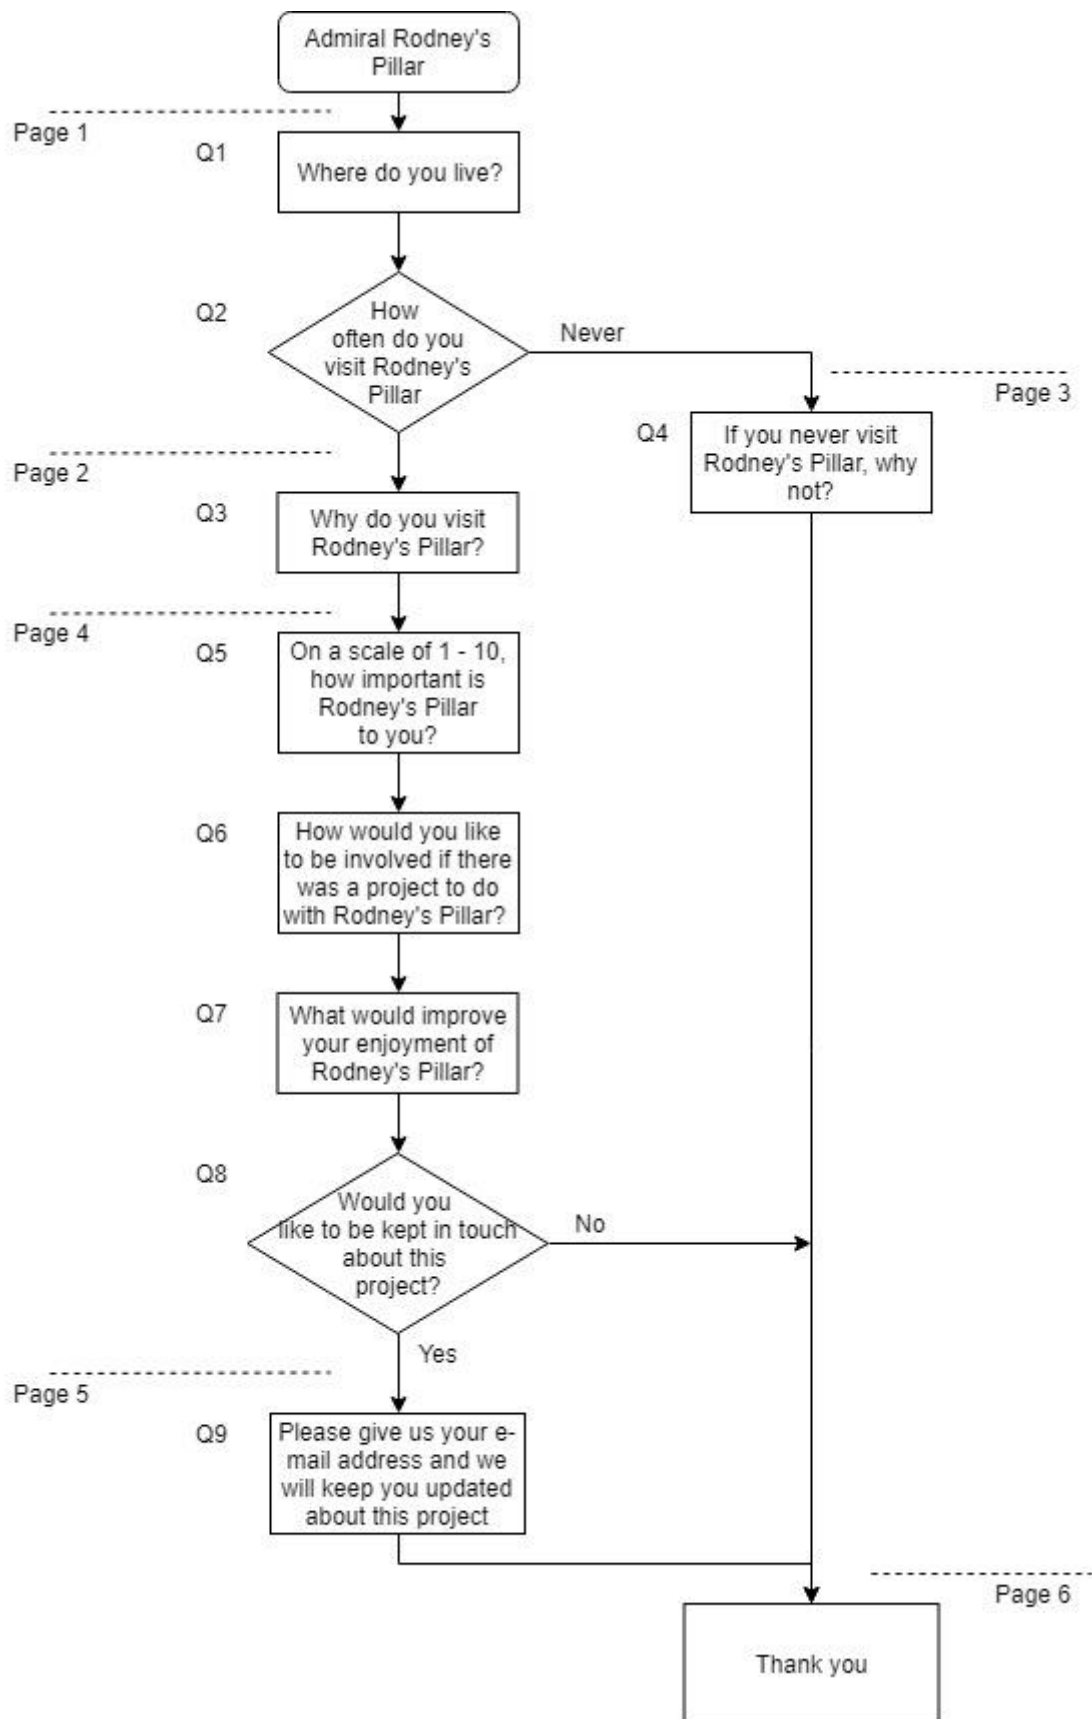 Admiral Rodney's
Pillar
Page 1
Q1
Where do you live?
Q2
How
often do you
visit Rodney's
Pillar
Never
Page 3
Q4
If you never visit
Rodney's Pillar, why
not?
Page 2
Q3
Why do you visit
Rodney's Pillar?
Page 4
Q5
On a scale of 1 - 10,
how important is
Rodney's Pillar
to you?
Q6
How would you like
to be involved if there
was a project to do
with Rodney's Pillar?
Q7
What would improve
your enjoyment of
Rodney's Pillar?
Q8
Would you
like to be kept in touch
about this
project?
No
Yes
Page 5
Q9
Please give us your e-
mail address and we
will keep you updated
about this project
Page 6
Thank you